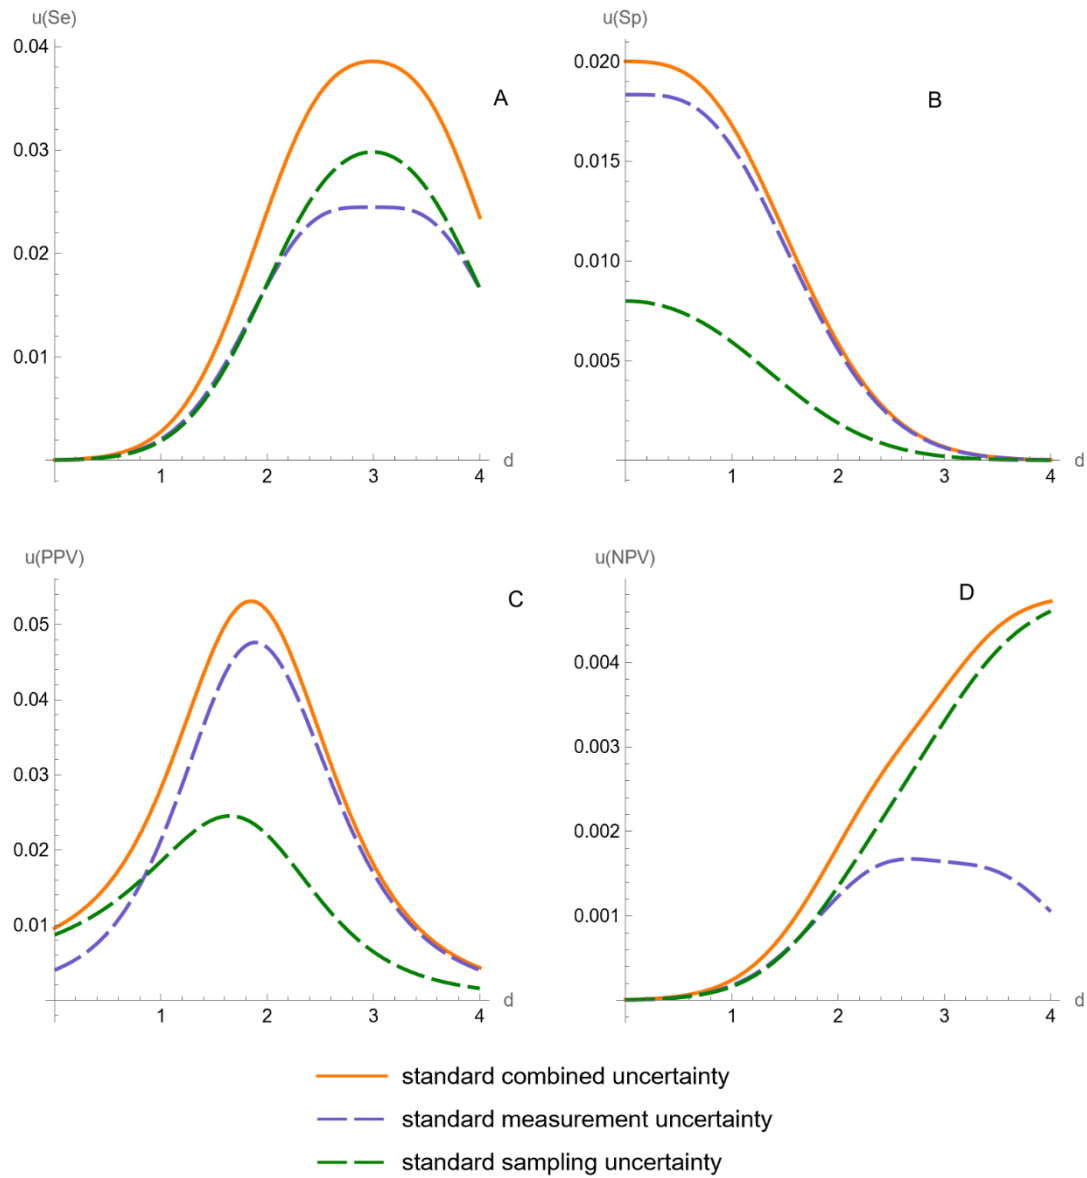 u(Se)
0.04
0.03
0.02
0.01
1 2 3 4 d
A
u(Sp)
0.020
0.015
0.010
0.005
1 2 3 4 d
B
u(PPV)
0.05
0.04
0.03
0.02
0.01
1 2 3 4 d
C
u(NPV)
0.004
0.003
0.002
0.001
1 2 3 4 d
D
standard combined uncertainty
standard measurement uncertainty
standard sampling uncertainty